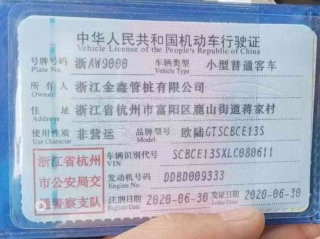 中华人民共和国机动车行驶证
Vehicle License of the People's Republic of China
号牌号码 浙AW9000 车辆类型 小型普通客车
Plate No. Vehicle Type
所有人 浙江金鑫管桩有限公司
Owner
住址 浙江省杭州市富阳区鹿山街道蒋家村
Address
使用性质 非营运 品牌型号 欧陆GTSCBCE13S
Use Character Model
浙江省杭州
市公安局交
通警察支队
车辆识别代号 SCBCE13SXLC080611
VIN
发动机号码 DDBD009333
Engine No.
注册日期 2020-06-30 发证日期 2020-06-30
Register Date Issue Date